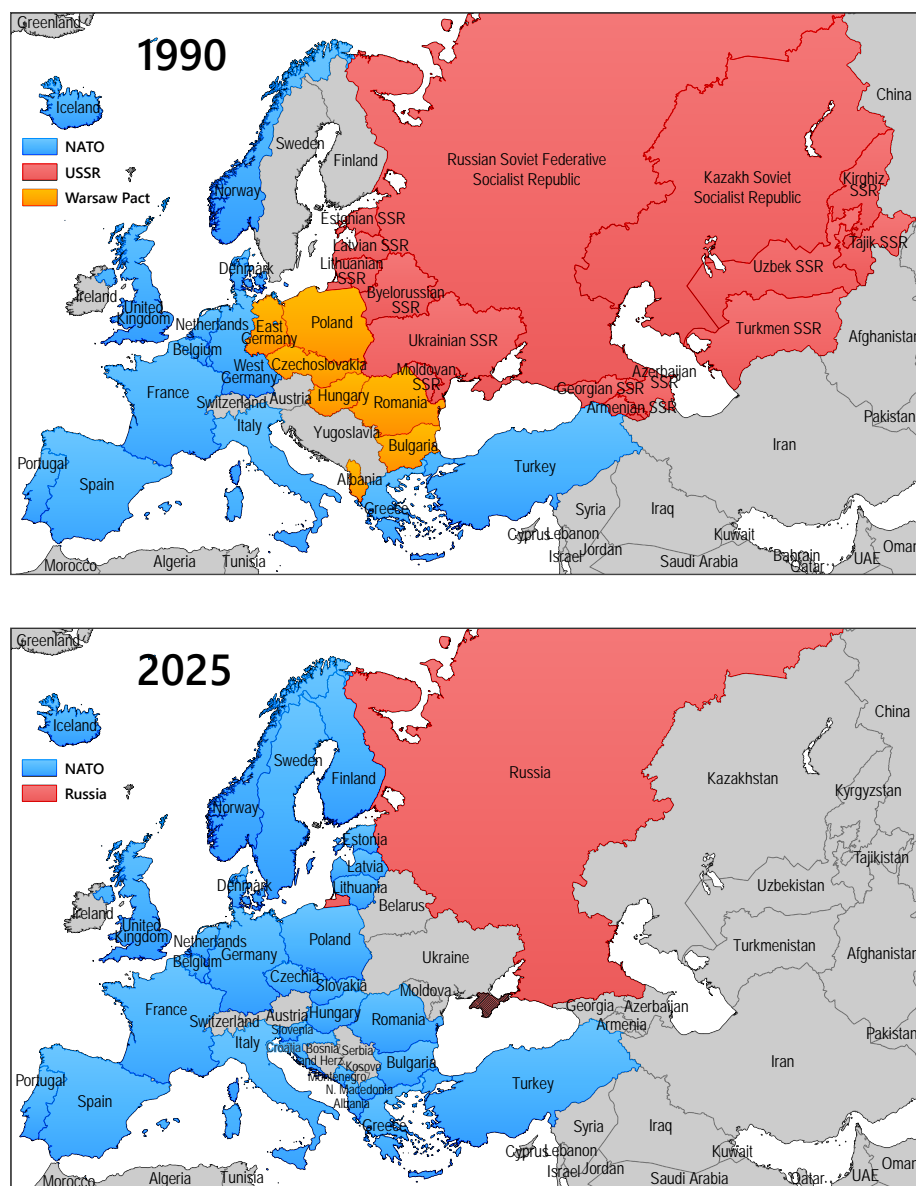 Greenland
1990
China
Iceland
NATO
USSR
Warsaw Pact
Sweden
Finland
Norway
Russian Soviet Federative
Socialist Republic
Kazakh Soviet
Socialist Republic
Kirghiz
SSR
Estonian SSR
Latvian SSR
Lithuanian
SSR
Tajik SSR
Uzbek SSR
Denmark
Ireland
United
Kingdom
Byelorussian
SSR
Netherlands
East
Germany
Poland
Belgium
Ukrainian SSR
Turkmen SSR
Afghanistan
West
Germany
Czechoslovakia
Moldovan
SSR
France
Switzerland
Austria
Hungary
Romania
Georgian SSR
Azerbaijan
SSR
Armenian SSR
Italy
Yugoslavia
Bulgaria
Pakistan
Iran
Portugal
Spain
Albania
Turkey
Greece
Syria
Iraq
Cyprus
Lebanon
Israel
Jordan
Kuwait
Saudi Arabia
Bahrain
Qatar
UAE
Oman
Morocco
Algeria
Tunisia
Greenland
2025
China
Iceland
NATO
Russia
Sweden
Finland
Norway
Russia
Kazakhstan
Kyrgyzstan
Estonia
Latvia
Lithuania
Tajikistan
Uzbekistan
Denmark
Ireland
United
Kingdom
Belarus
Netherlands
Germany
Poland
Belgium
Ukraine
Turkmenistan
Afghanistan
Czechia
Slovakia
Moldova
France
Switzerland
Austria
Hungary
Romania
Georgia
Azerbaijan
Armenia
Slovenia
Italy
Croatia
Bosnia
and Herz
Serbia
Kosovo
Bulgaria
Pakistan
Iran
Montenegro
N. Macedonia
Albania
Portugal
Spain
Turkey
Greece
Syria
Iraq
Cyprus
Lebanon
Israel
Jordan
Kuwait
Saudi Arabia
Qatar
UAE
Oman
Morocco
Algeria
Tunisia